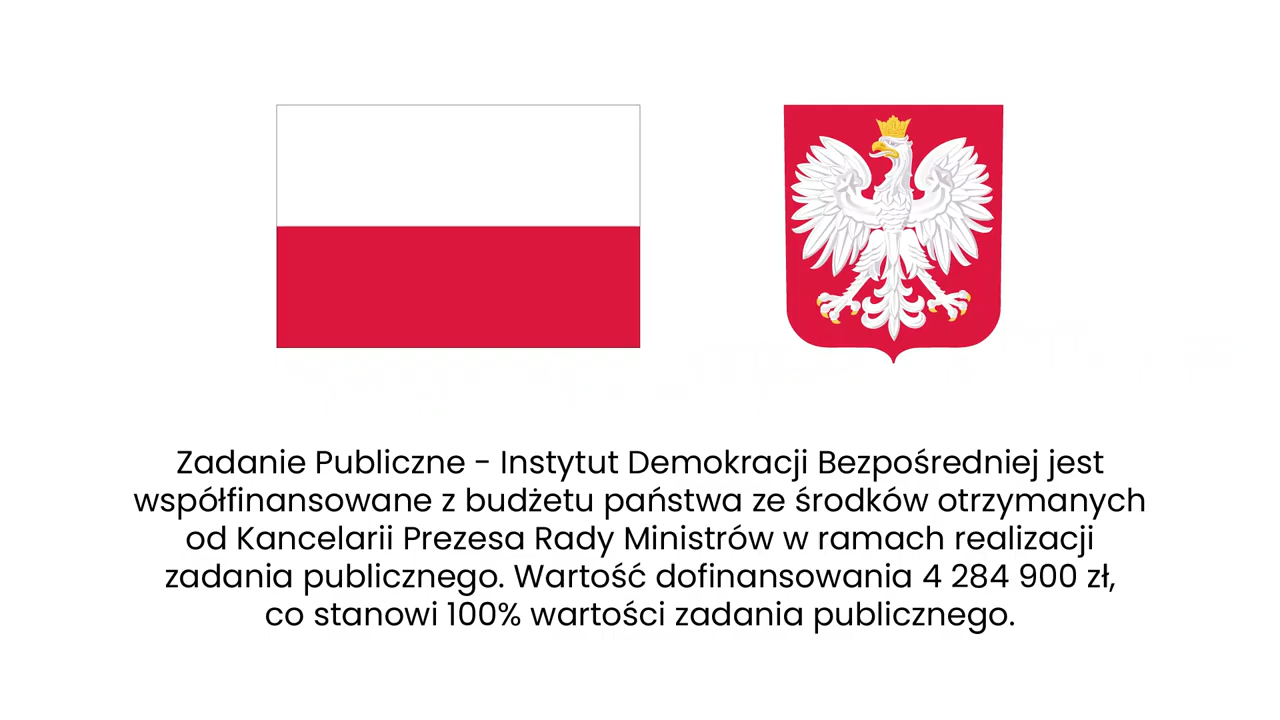 Zadanie Publiczne - Instytut Demokracji Bezpośredniej jest
współfinansowane z budżetu państwa ze środków otrzymanych
od Kancelarii Prezesa Rady Ministrów w ramach realizacji
zadania publicznego. Wartość dofinansowania 4 284 900 zł,
co stanowi 100% wartości zadania publicznego.